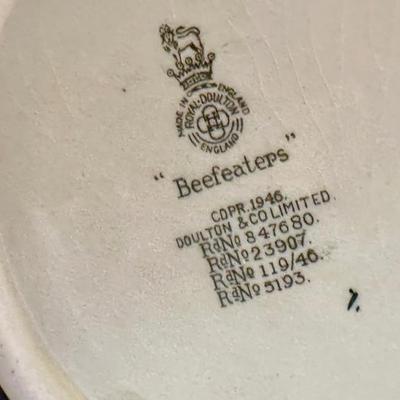 MADE IN ENGLAND
ROYAL·DOULTON
ENGLAND
"Beefeaters"
COPR.1946.
DOULTON & CO LIMITED.
RdNo 847680.
RdNo 23907.
RdNo 119/46.
RdNo 5193.